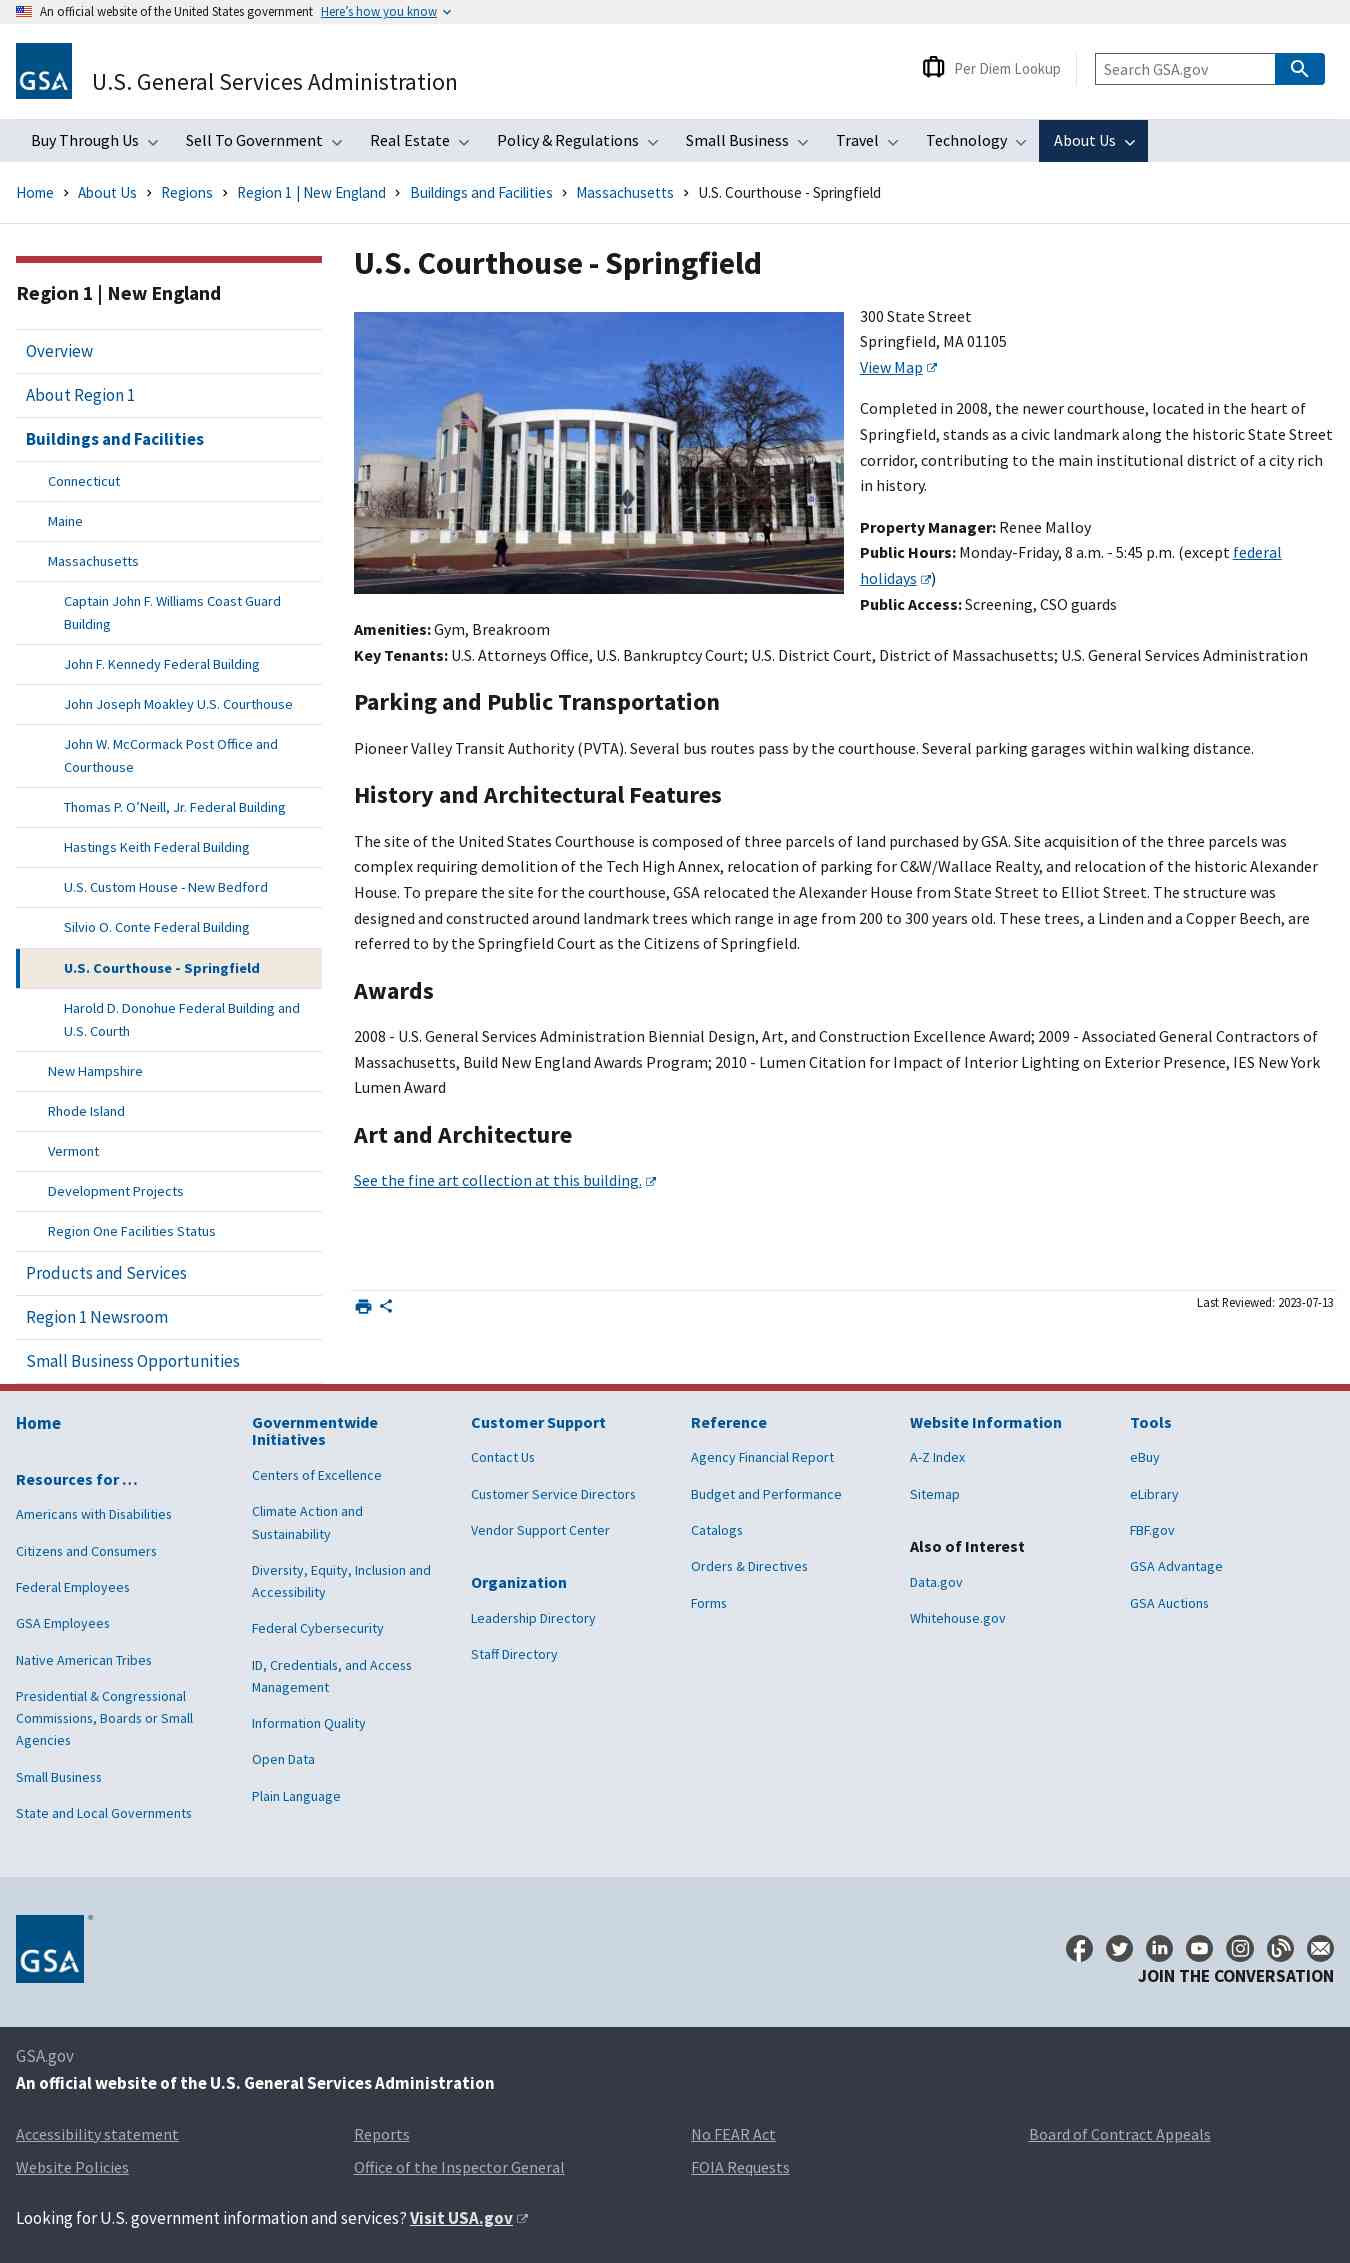 An official website of the United States government Here's how you know
GSA
U.S. General Services Administration
Per Diem Lookup
Search GSA.gov
Buy Through Us Sell To Government Real Estate Policy & Regulations Small Business Travel Technology About Us
Home About Us Regions Region 1 | New England Buildings and Facilities Massachusetts U.S. Courthouse - Springfield
Region 1 | New England
Overview
About Region 1
Buildings and Facilities
Connecticut
Maine
Massachusetts
Captain John F. Williams Coast Guard
Building
John F. Kennedy Federal Building
John Joseph Moakley U.S. Courthouse
John W. McCormack Post Office and
Courthouse
Thomas P. O’Neill, Jr. Federal Building
Hastings Keith Federal Building
U.S. Custom House - New Bedford
Silvio O. Conte Federal Building
U.S. Courthouse - Springfield
Harold D. Donohue Federal Building and
U.S. Courth
New Hampshire
Rhode Island
Vermont
Development Projects
Region One Facilities Status
Products and Services
Region 1 Newsroom
Small Business Opportunities
U.S. Courthouse - Springfield
300 State Street
Springfield, MA 01105
View Map
Completed in 2008, the newer courthouse, located in the heart of
Springfield, stands as a civic landmark along the historic State Street
corridor, contributing to the main institutional district of a city rich
in history.
Property Manager: Renee Malloy
Public Hours: Monday-Friday, 8 a.m. - 5:45 p.m. (except federal
holidays )
Public Access: Screening, CSO guards
Amenities: Gym, Breakroom
Key Tenants: U.S. Attorneys Office, U.S. Bankruptcy Court; U.S. District Court, District of Massachusetts; U.S. General Services Administration
Parking and Public Transportation
Pioneer Valley Transit Authority (PVTA). Several bus routes pass by the courthouse. Several parking garages within walking distance.
History and Architectural Features
The site of the United States Courthouse is composed of three parcels of land purchased by GSA. Site acquisition of the three parcels was
complex requiring demolition of the Tech High Annex, relocation of parking for C&W/Wallace Realty, and relocation of the historic Alexander
House. To prepare the site for the courthouse, GSA relocated the Alexander House from State Street to Elliot Street. The structure was
designed and constructed around landmark trees which range in age from 200 to 300 years old. These trees, a Linden and a Copper Beech, are
referred to by the Springfield Court as the Citizens of Springfield.
Awards
2008 - U.S. General Services Administration Biennial Design, Art, and Construction Excellence Award; 2009 - Associated General Contractors of
Massachusetts, Build New England Awards Program; 2010 - Lumen Citation for Impact of Interior Lighting on Exterior Presence, IES New York
Lumen Award
Art and Architecture
See the fine art collection at this building.
Last Reviewed: 2023-07-13
Home
Resources for …
Americans with Disabilities
Citizens and Consumers
Federal Employees
GSA Employees
Native American Tribes
Presidential & Congressional
Commissions, Boards or Small
Agencies
Small Business
State and Local Governments
Governmentwide
Initiatives
Centers of Excellence
Climate Action and
Sustainability
Diversity, Equity, Inclusion and
Accessibility
Federal Cybersecurity
ID, Credentials, and Access
Management
Information Quality
Open Data
Plain Language
Customer Support
Contact Us
Customer Service Directors
Vendor Support Center
Organization
Leadership Directory
Staff Directory
Reference
Agency Financial Report
Budget and Performance
Catalogs
Orders & Directives
Forms
Website Information
A-Z Index
Sitemap
Also of Interest
Data.gov
Whitehouse.gov
Tools
eBuy
eLibrary
FBF.gov
GSA Advantage
GSA Auctions
GSA
JOIN THE CONVERSATION
GSA.gov
An official website of the U.S. General Services Administration
Accessibility statement Reports No FEAR Act Board of Contract Appeals
Website Policies Office of the Inspector General FOIA Requests
Looking for U.S. government information and services? Visit USA.gov